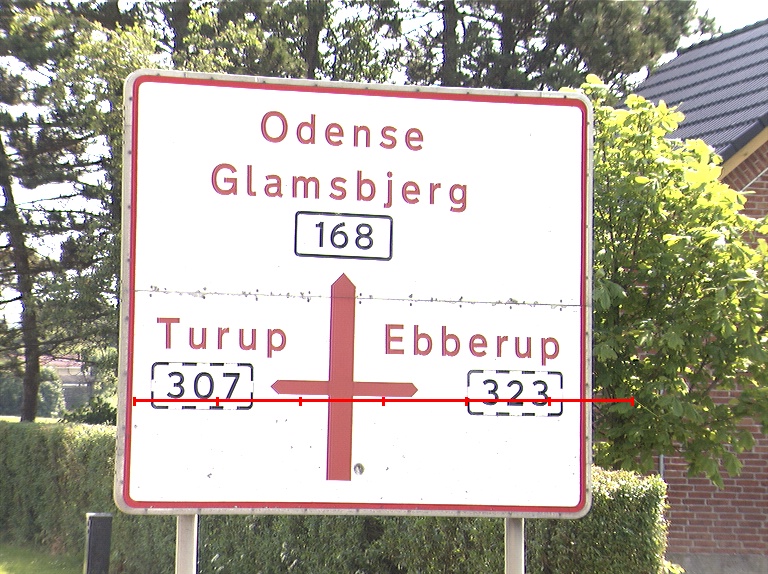 Odense
Glamsbjerg
168
Turup Ebberup
307 323